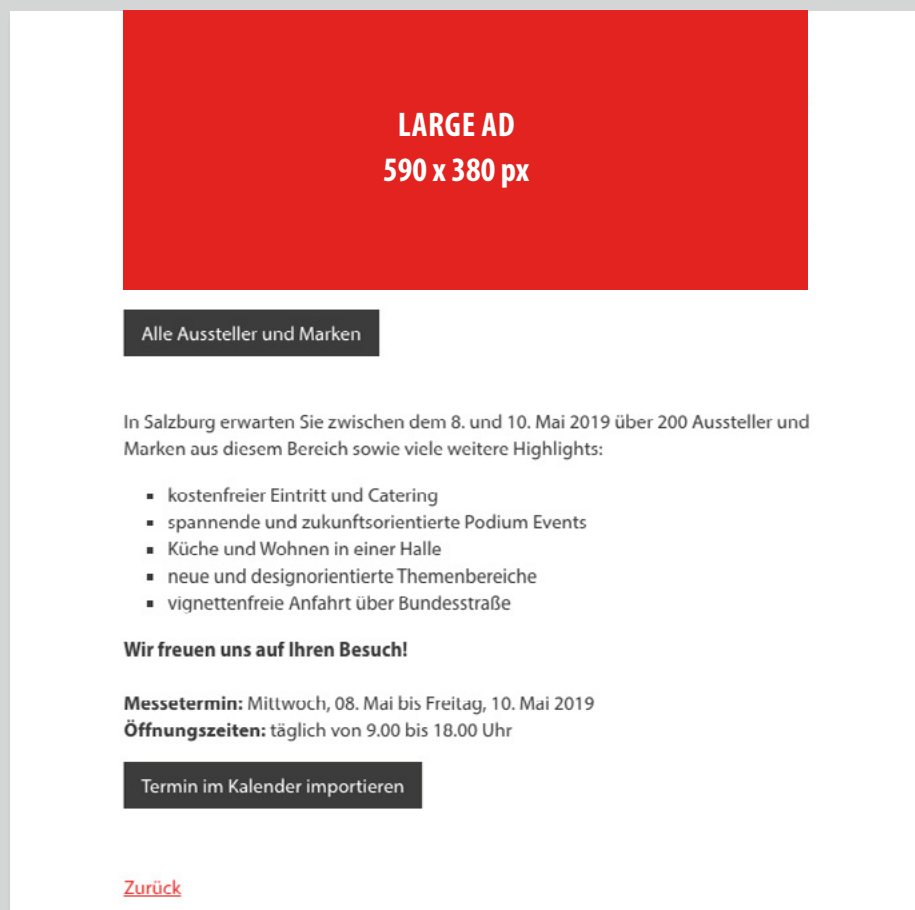 LARGE AD
590 x 380 px
Alle Aussteller und Marken
In Salzburg erwarten Sie zwischen dem 8. und 10. Mai 2019 über 200 Aussteller und
Marken aus diesem Bereich sowie viele weitere Highlights:
▪ kostenfreier Eintritt und Catering
▪ spannende und zukunftsorientierte Podium Events
▪ Küche und Wohnen in einer Halle
▪ neue und designorientierte Themenbereiche
▪ vignettenfreie Anfahrt über Bundesstraße
Wir freuen uns auf Ihren Besuch!
Messetermin: Mittwoch, 08. Mai bis Freitag, 10. Mai 2019
Öffnungszeiten: täglich von 9.00 bis 18.00 Uhr
Termin im Kalender importieren
Zurück